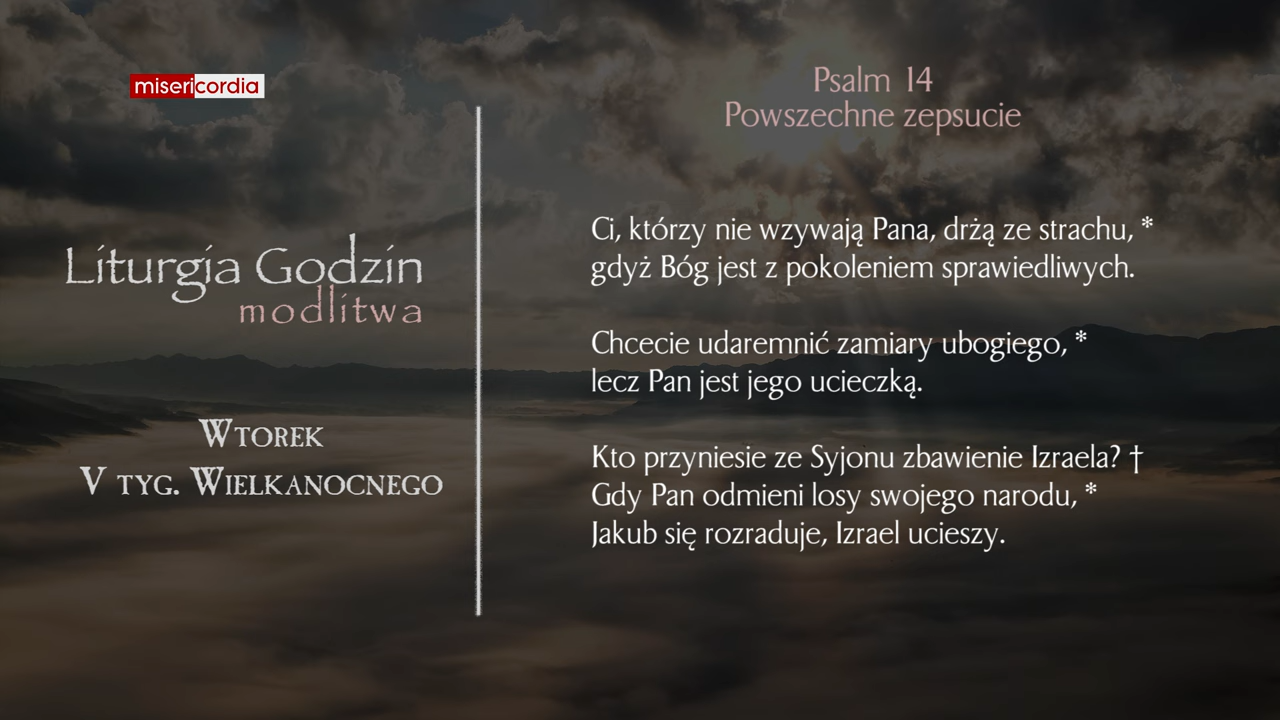 misericordia
Liturgia Godzin
modlitwa
Wtorek
V tyg. Wielkanocnego
Psalm 14
Powszechne zepsucie
Ci, którzy nie wzywają Pana, drżą ze strachu, *
gdyż Bóg jest z pokoleniem sprawiedliwych.
Chcecie udaremnić zamiary ubogiego, *
lecz Pan jest jego ucieczką.
Kto przyniesie ze Syjonu zbawienie Izraela? †
Gdy Pan odmieni losy swojego narodu, *
Jakub się rozraduje, Izrael ucieszy.